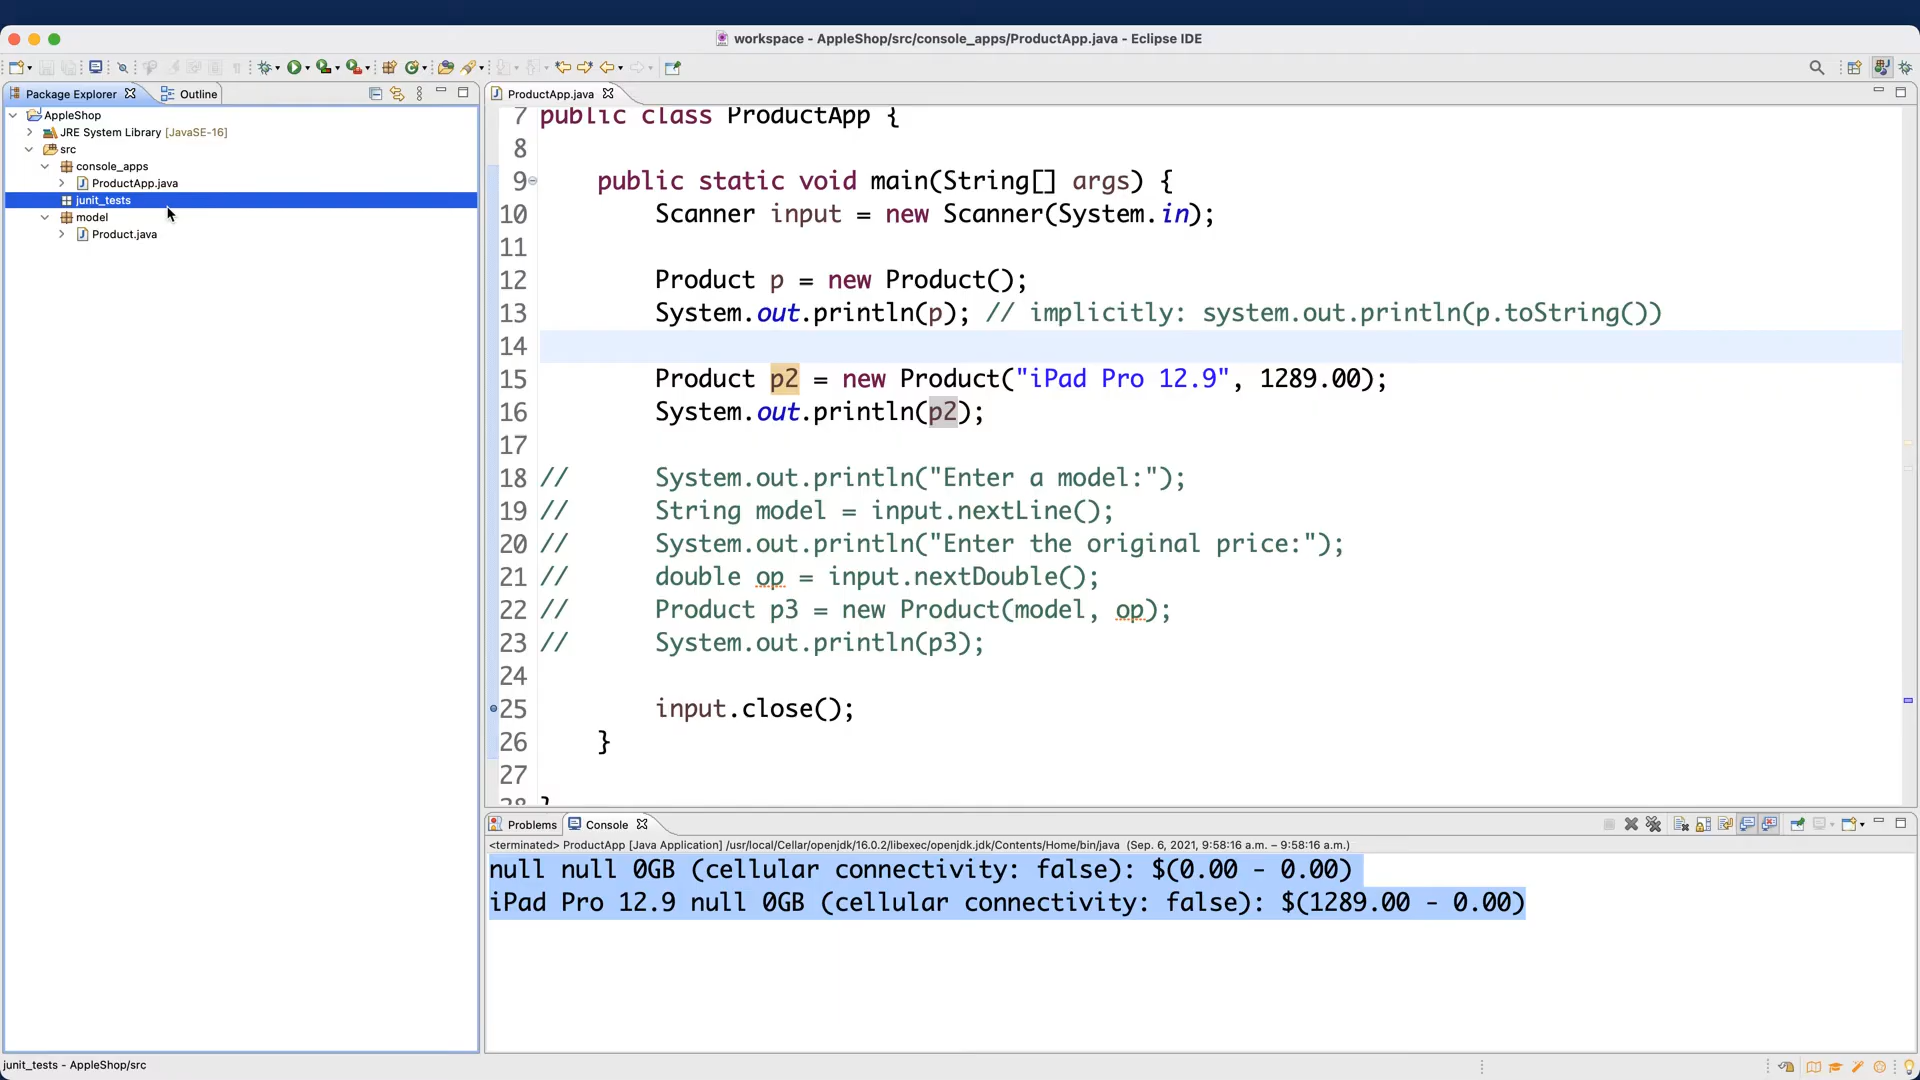 workspace - AppleShop/src/console_apps/ProductApp.java - Eclipse IDE
Package Explorer
Outline
AppleShop
JRE System Library [JavaSE-16]
src
console_apps
ProductApp.java
junit_tests
model
Product.java
ProductApp.java
7 public class ProductApp {
8
9     public static void main(String[] args) {
10         Scanner input = new Scanner(System.in);
11
12         Product p = new Product();
13         System.out.println(p); // implicitly: system.out.println(p.toString())
14
15         Product p2 = new Product("iPad Pro 12.9", 1289.00);
16         System.out.println(p2);
17
18 //      System.out.println("Enter a model:");
19 //      String model = input.nextLine();
20 //      System.out.println("Enter the original price:");
21 //      double op = input.nextDouble();
22 //      Product p3 = new Product(model, op);
23 //      System.out.println(p3);
24
25         input.close();
26     }
27
28 }
Problems
Console
<terminated> ProductApp [Java Application] /usr/local/Cellar/openjdk/16.0.2/libexec/openjdk.jdk/Contents/Home/bin/java (Sep. 6, 2021, 9:58:16 a.m. – 9:58:16 a.m.)
null null 0GB (cellular connectivity: false): $(0.00 - 0.00)
iPad Pro 12.9 null 0GB (cellular connectivity: false): $(1289.00 - 0.00)
junit_tests - AppleShop/src